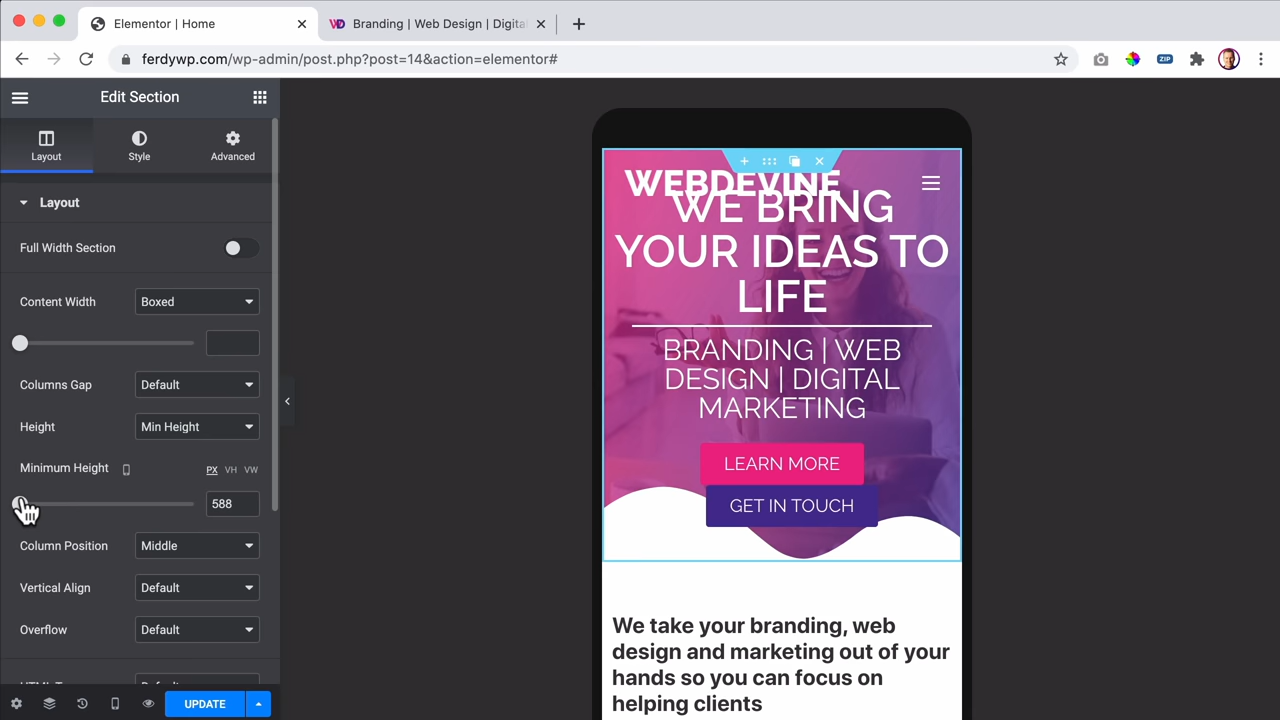 Elementor | Home
Branding | Web Design | Digita
ferdywp.com/wp-admin/post.php?post=14&action=elementor#
ZIP
Edit Section
Layout
Style
Advanced
Layout
Full Width Section
Content Width
Boxed
Columns Gap
Default
Height
Min Height
Minimum Height
PX VH VW
588
Column Position
Middle
Vertical Align
Default
Overflow
Default
UPDATE
WEBDEVINE
WE BRING
YOUR IDEAS TO
LIFE
BRANDING | WEB
DESIGN | DIGITAL
MARKETING
LEARN MORE
GET IN TOUCH
We take your branding, web
design and marketing out of your
hands so you can focus on
helping clients